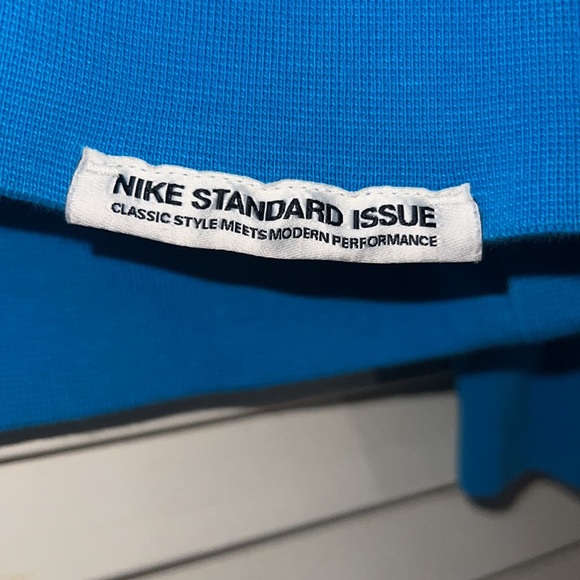 NIKE STANDARD ISSUE
CLASSIC STYLE MEETS MODERN PERFORMANCE